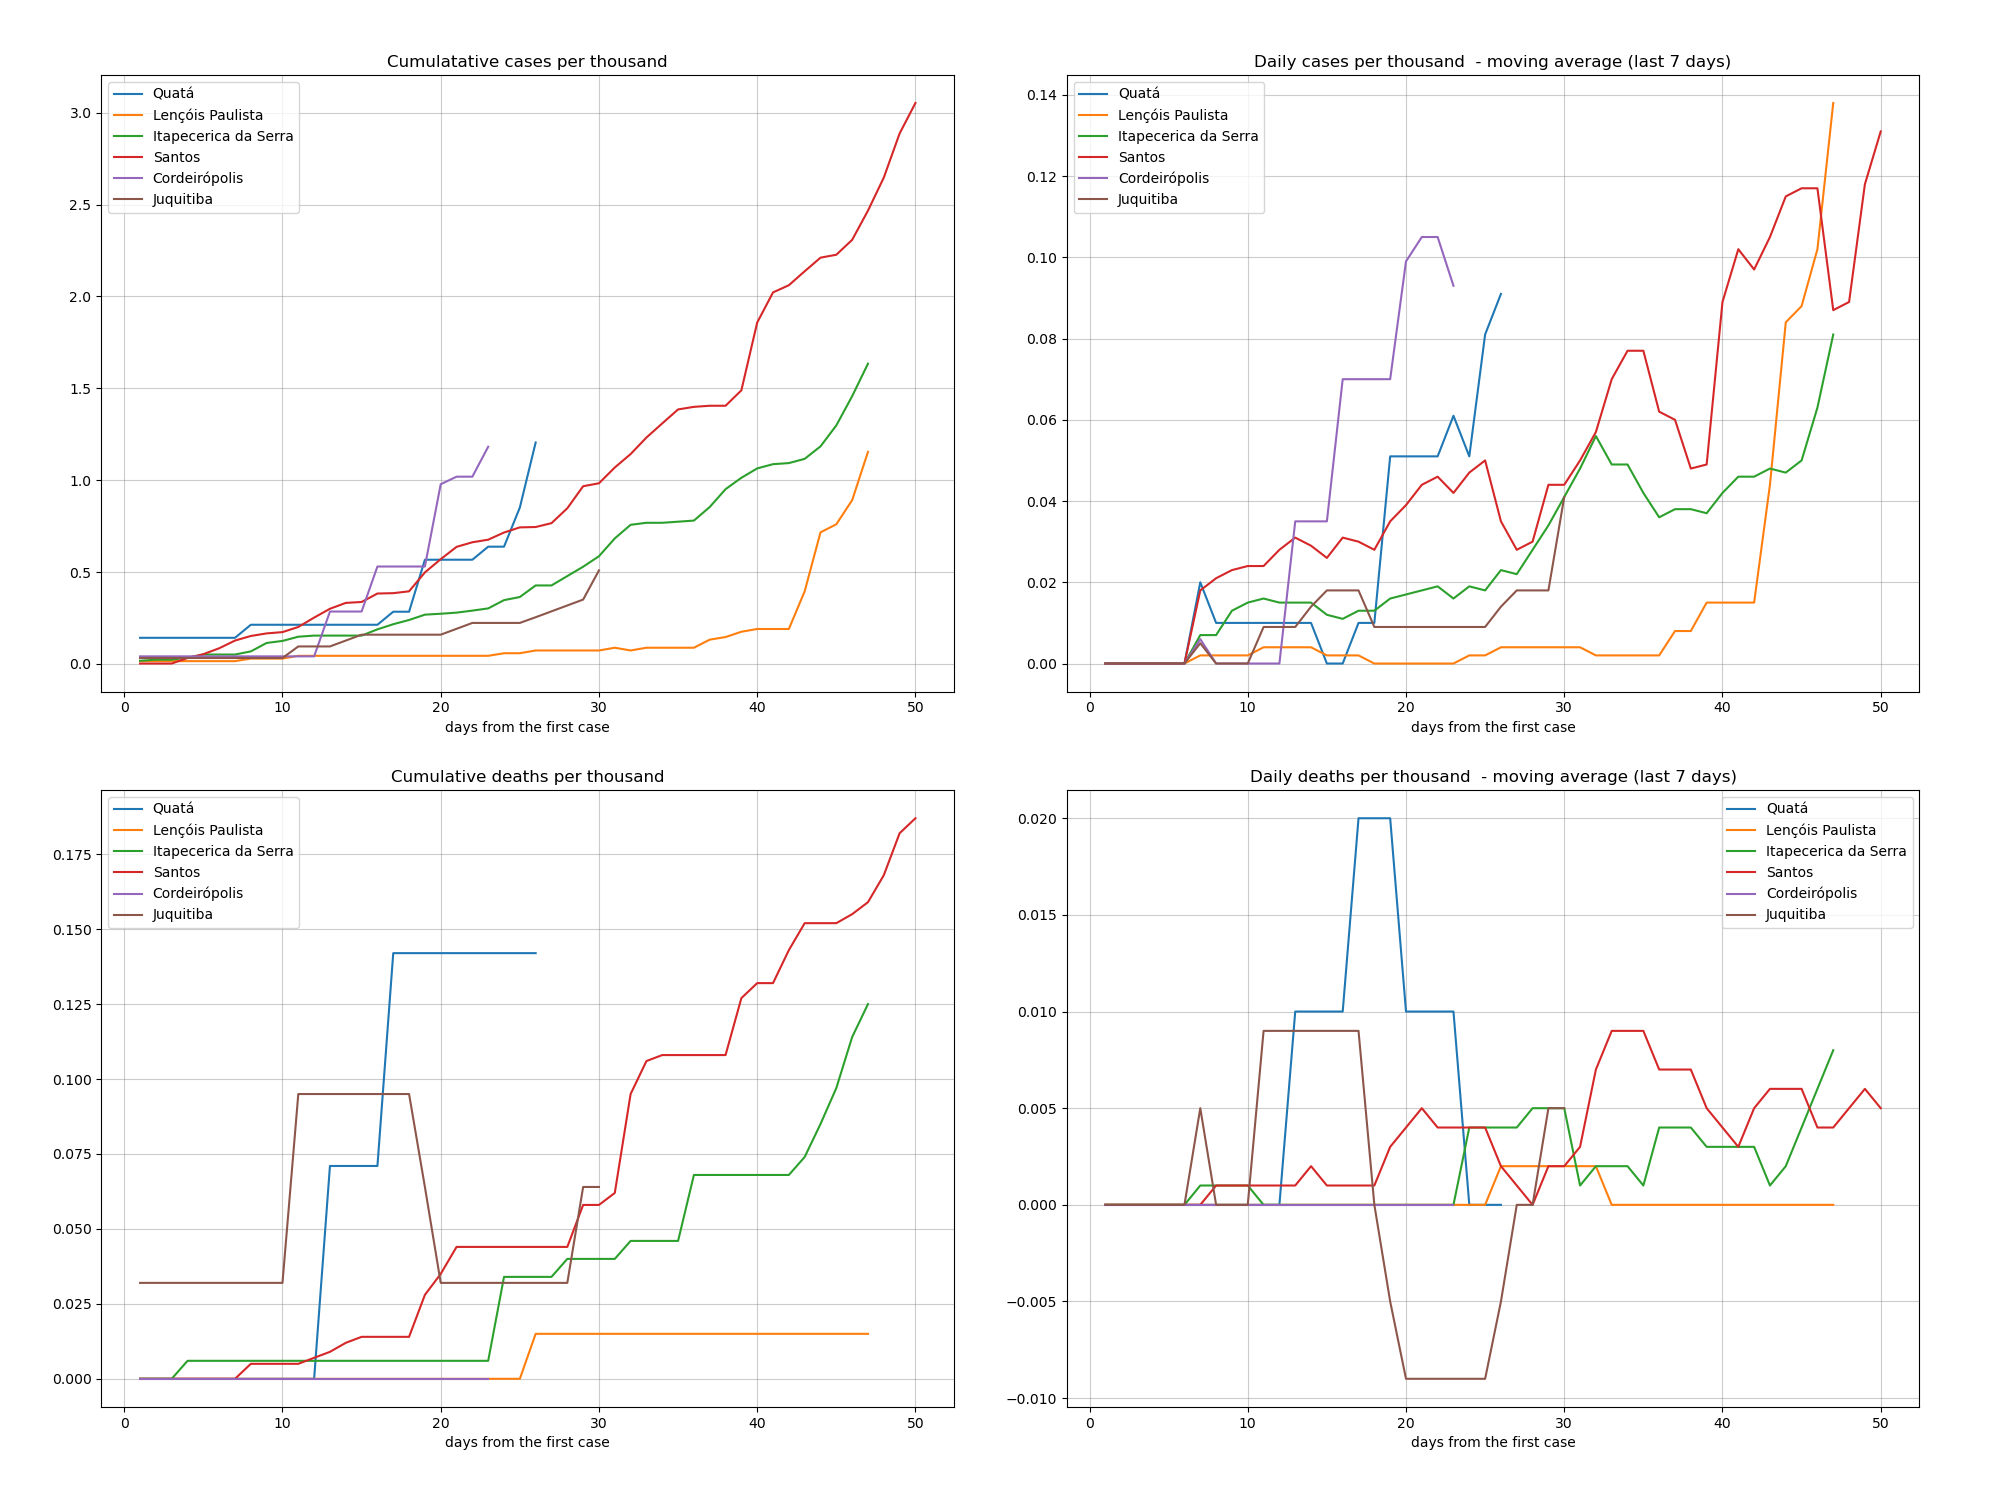 Cumulatative cases per thousand
3.0
2.5
2.0
1.5
1.0
0.5
0.0
Quatá
Lençóis Paulista
Itapecerica da Serra
Santos
Cordeirópolis
Juquitiba
0 10 20 30 40 50
days from the first case
Daily cases per thousand  - moving average (last 7 days)
0.14
0.12
0.10
0.08
0.06
0.04
0.02
0.00
Quatá
Lençóis Paulista
Itapecerica da Serra
Santos
Cordeirópolis
Juquitiba
0 10 20 30 40 50
days from the first case
Cumulative deaths per thousand
0.175
0.150
0.125
0.100
0.075
0.050
0.025
0.000
Quatá
Lençóis Paulista
Itapecerica da Serra
Santos
Cordeirópolis
Juquitiba
0 10 20 30 40 50
days from the first case
Daily deaths per thousand  - moving average (last 7 days)
0.020
0.015
0.010
0.005
0.000
−0.005
−0.010
Quatá
Lençóis Paulista
Itapecerica da Serra
Santos
Cordeirópolis
Juquitiba
0 10 20 30 40 50
days from the first case